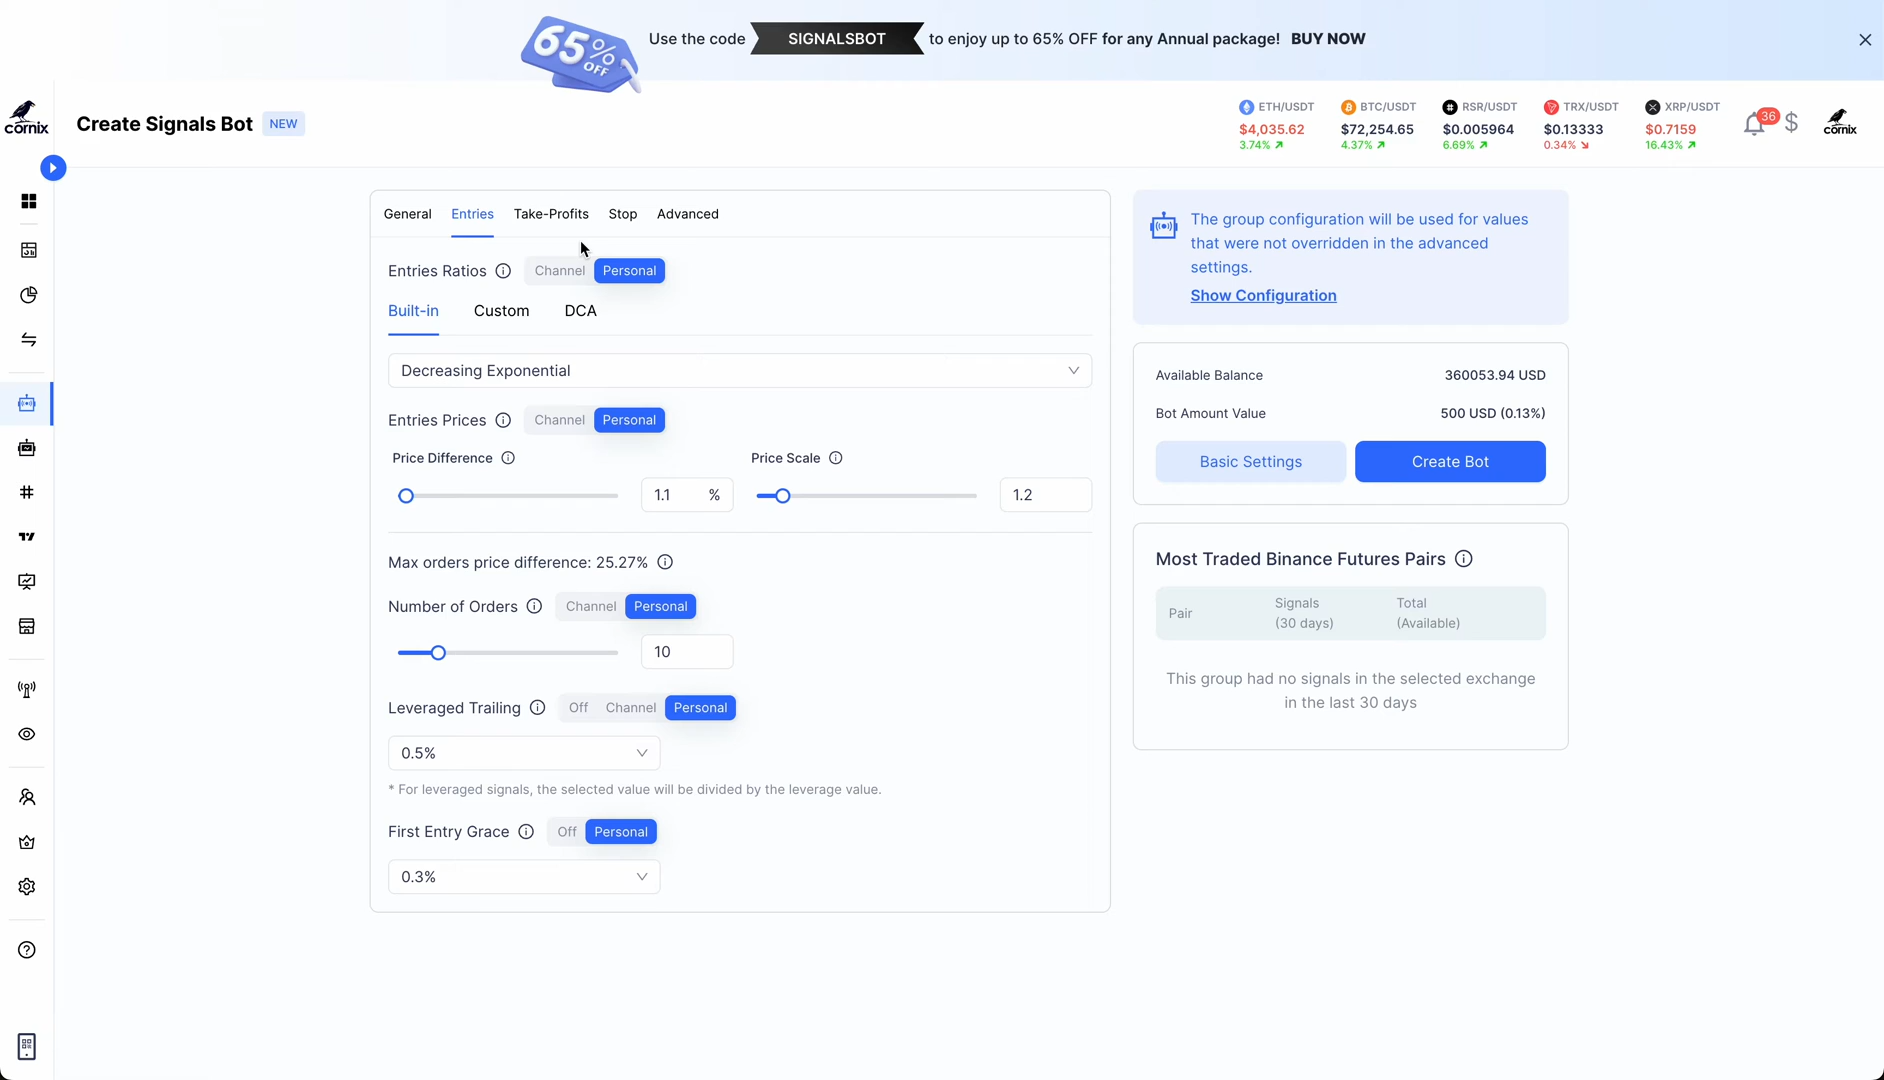 65% OFF
Use the code SIGNALSBOT to enjoy up to 65% OFF for any Annual package! BUY NOW
cornix
Create Signals Bot NEW
ETH/USDT BTC/USDT RSR/USDT TRX/USDT XRP/USDT
$4,035.62 $72,254.65 $0.005964 $0.13333 $0.7159
3.74% 4.37% 6.69% 0.34% 16.43%
36
cornix
General Entries Take-Profits Stop Advanced
Entries Ratios Channel Personal
Built-in Custom DCA
Decreasing Exponential
Entries Prices Channel Personal
Price Difference Price Scale
1.1 % 1.2
Max orders price difference: 25.27%
Number of Orders Channel Personal
10
Leveraged Trailing Off Channel Personal
0.5%
* For leveraged signals, the selected value will be divided by the leverage value.
First Entry Grace Off Personal
0.3%
The group configuration will be used for values
that were not overridden in the advanced
settings.
Show Configuration
Available Balance 360053.94 USD
Bot Amount Value 500 USD (0.13%)
Basic Settings Create Bot
Most Traded Binance Futures Pairs
Pair Signals (30 days) Total (Available)
This group had no signals in the selected exchange
in the last 30 days